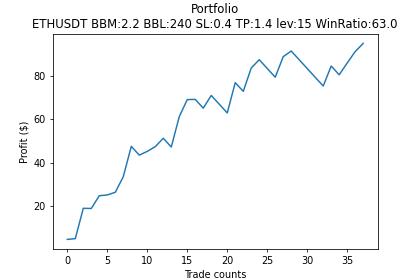 Portfolio
ETHUSDT BBM:2.2 BBL:240 SL:0.4 TP:1.4 lev:15 WinRatio:63.0
80
60
40
20
Profit ($)
0 5 10 15 20 25 30 35
Trade counts